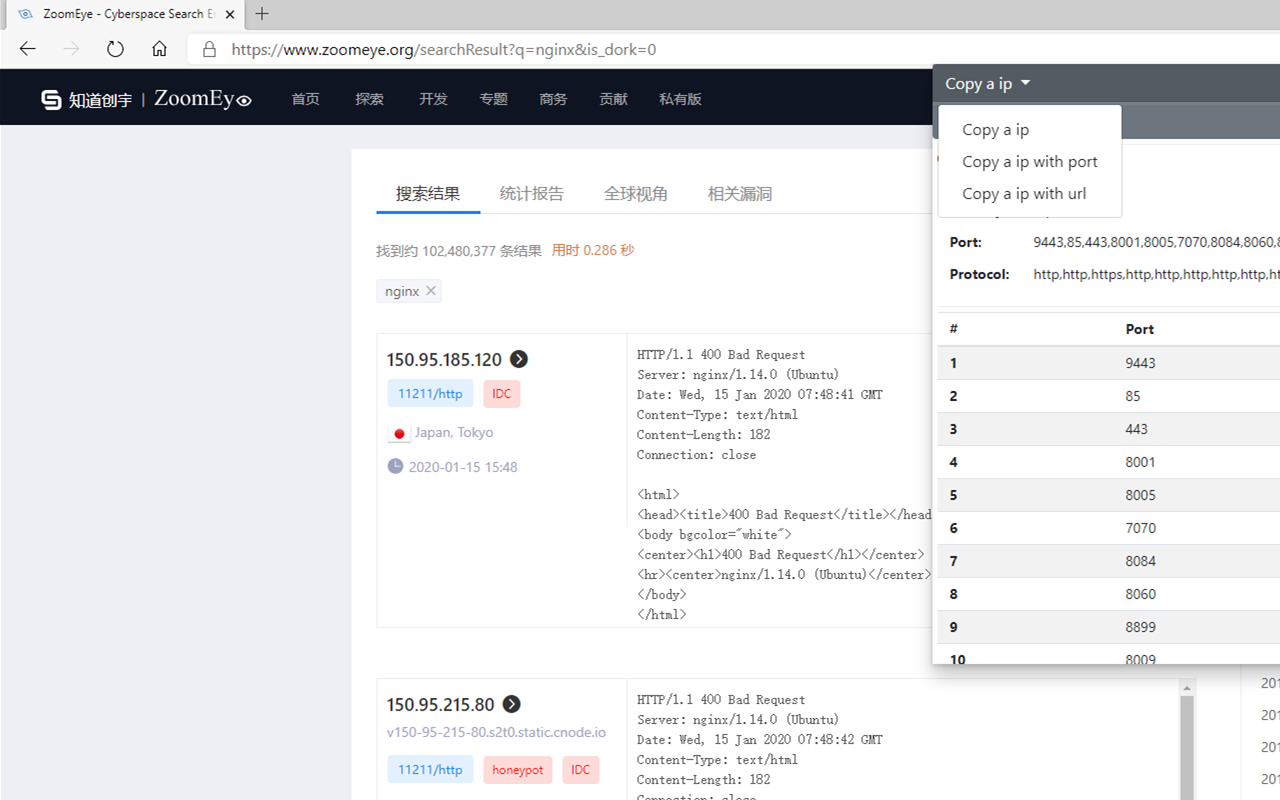 ZoomEye - Cyberspace Search E
https://www.zoomeye.org/searchResult?q=nginx&is_dork=0
知道创宇 | ZoomEye 首页 探索 开发 专题 商务 贡献 私有版
搜索结果 统计报告 全球视角 相关漏洞
找到约 102,480,377 条结果 用时 0.286 秒
nginx
150.95.185.120
11211/http IDC
Japan, Tokyo
2020-01-15 15:48
HTTP/1.1 400 Bad Request
Server: nginx/1.14.0 (Ubuntu)
Date: Wed, 15 Jan 2020 07:48:41 GMT
Content-Type: text/html
Content-Length: 182
Connection: close
<html>
<head><title>400 Bad Request</title></head
<body bgcolor="white">
<center><h1>400 Bad Request</h1></center>
<hr><center>nginx/1.14.0 (Ubuntu)</center>
</body>
</html>
150.95.215.80
v150-95-215-80.s2t0.static.cnode.io
11211/http honeypot IDC
HTTP/1.1 400 Bad Request
Server: nginx/1.14.0 (Ubuntu)
Date: Wed, 15 Jan 2020 07:48:42 GMT
Content-Type: text/html
Content-Length: 182
Connection: close
Copy a ip
Copy a ip
Copy a ip with port
Copy a ip with url
Port: 9443,85,443,8001,8005,7070,8084,8060,8
Protocol: http,http,https,http,http,http,http,http,ht
# Port
1 9443
2 85
3 443
4 8001
5 8005
6 7070
7 8084
8 8060
9 8899
10 8009
201
201
201
201